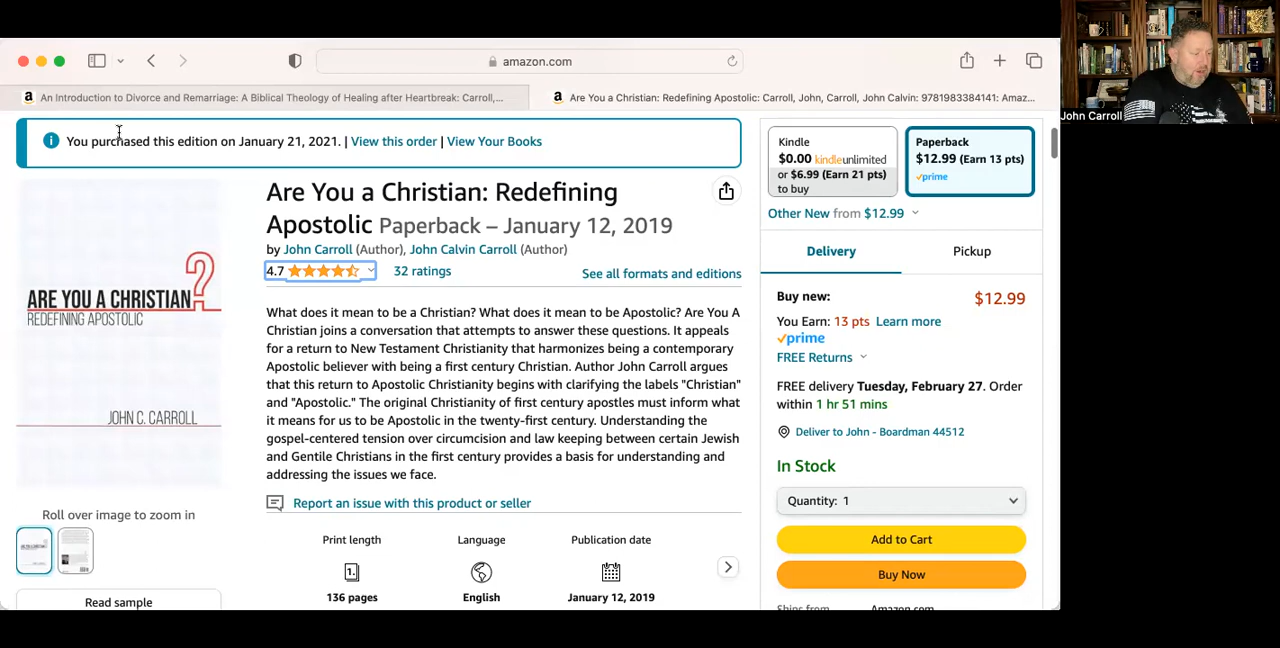 amazon.com
An Introduction to Divorce and Remarriage: A Biblical Theology of Healing after Heartbreak: Carroll,...
Are You a Christian: Redefining Apostolic: Carroll, John, Carroll, John Calvin: 9781983384141: Amaz...
John Carroll
You purchased this edition on January 21, 2021. | View this order | View Your Books
ARE YOU A CHRISTIAN?
REDEFINING APOSTOLIC
JOHN C. CARROLL
Roll over image to zoom in
Read sample
Are You a Christian: Redefining
Apostolic Paperback – January 12, 2019
by John Carroll (Author), John Calvin Carroll (Author)
4.7 32 ratings
See all formats and editions
What does it mean to be a Christian? What does it mean to be Apostolic? Are You A
Christian joins a conversation that attempts to answer these questions. It appeals
for a return to New Testament Christianity that harmonizes being a contemporary
Apostolic believer with being a first century Christian. Author John Carroll argues
that this return to Apostolic Christianity begins with clarifying the labels "Christian"
and "Apostolic." The original Christianity of first century apostles must inform what
it means for us to be Apostolic in the twenty-first century. Understanding the
gospel-centered tension over circumcision and law keeping between certain Jewish
and Gentile Christians in the first century provides a basis for understanding and
addressing the issues we face.
Report an issue with this product or seller
Print length
136 pages
Language
English
Publication date
January 12, 2019
Kindle
$0.00 kindleunlimited
or $6.99 (Earn 21 pts)
to buy
Paperback
$12.99 (Earn 13 pts)
prime
Other New from $12.99
Delivery
Pickup
Buy new: $12.99
You Earn: 13 pts Learn more
prime
FREE Returns
FREE delivery Tuesday, February 27. Order
within 1 hr 51 mins
Deliver to John - Boardman 44512
In Stock
Quantity: 1
Add to Cart
Buy Now
Ships from Amazon.com